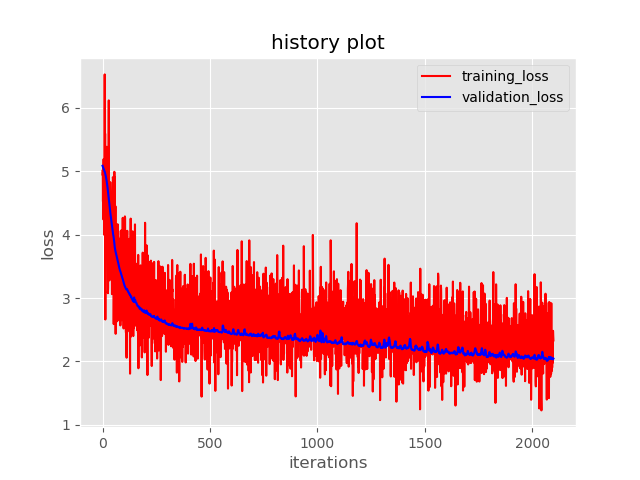 history plot
training_loss
validation_loss
6
5
4
3
2
1
loss
0
500
1000
1500
2000
iterations